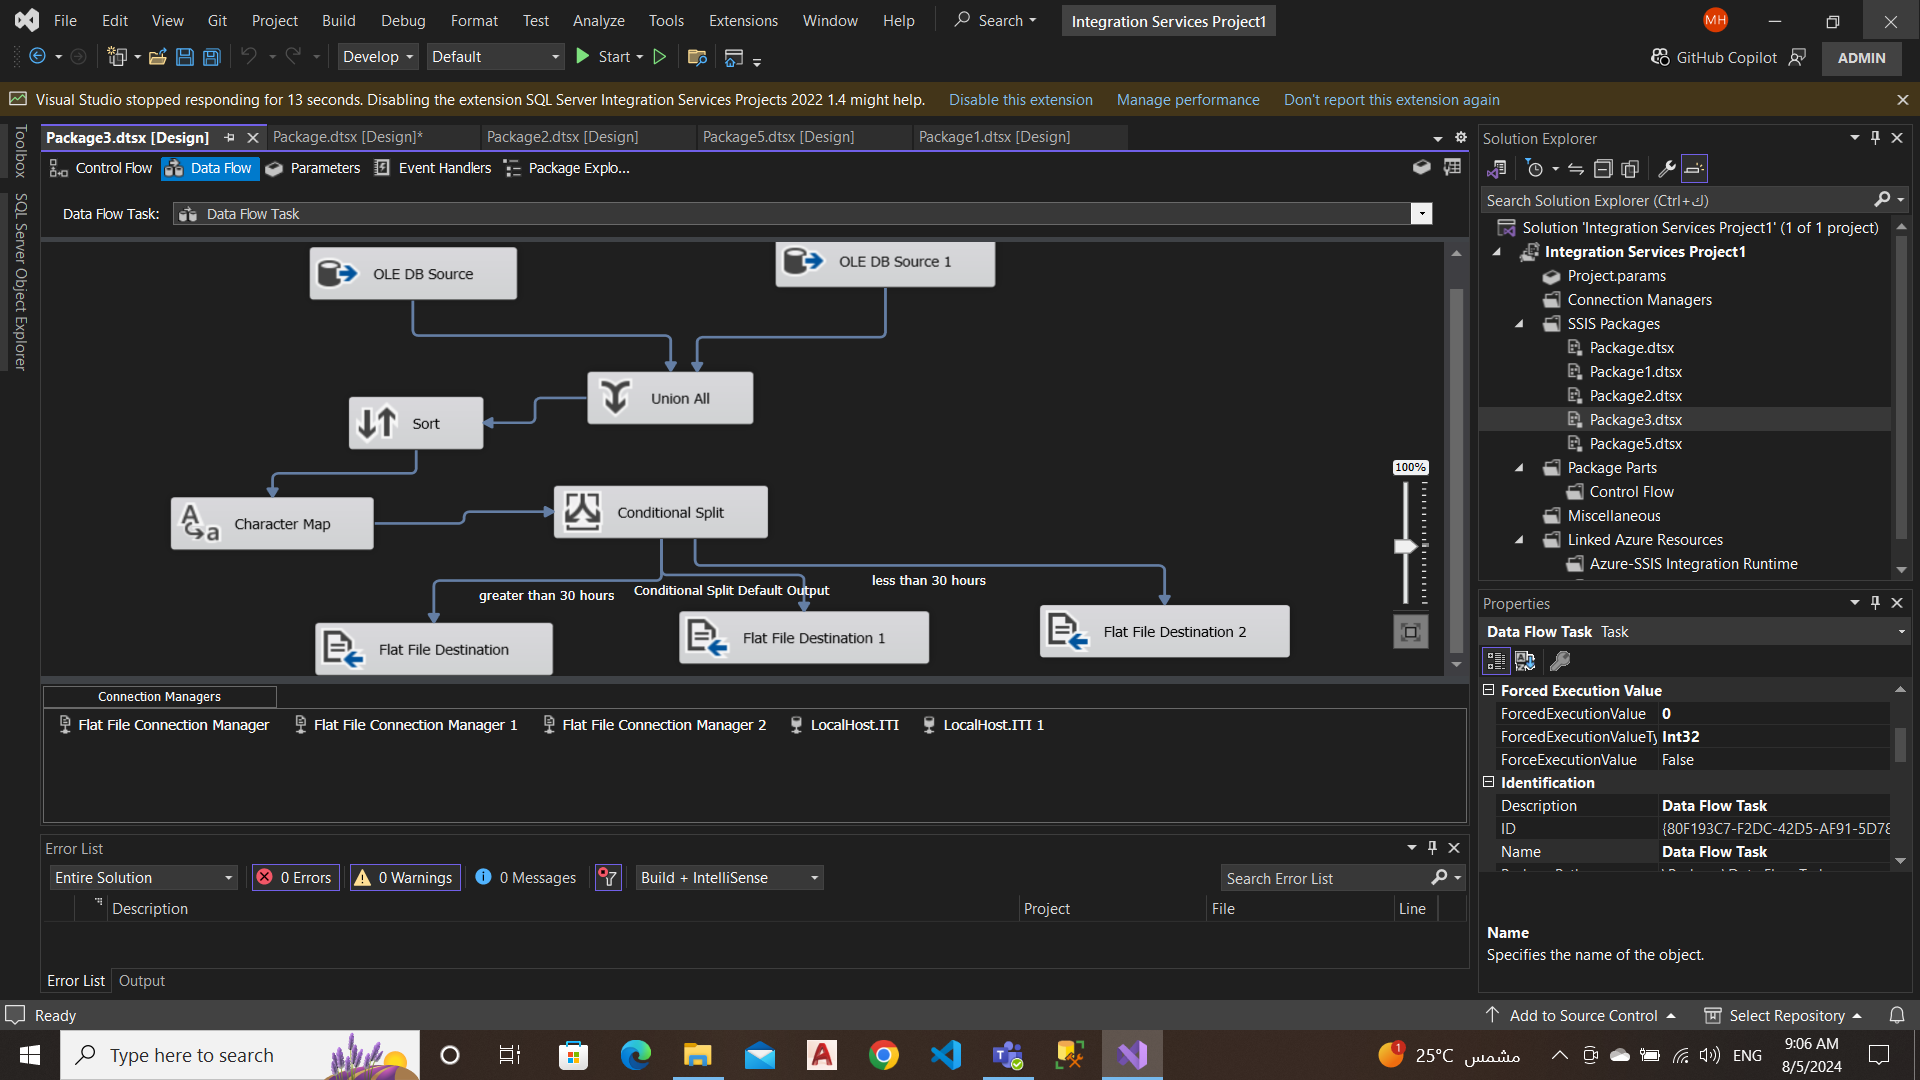 File Edit View Git Project Build Debug Format Test Analyze Tools Extensions Window Help Search Integration Services Project1 MH
Develop Default Start GitHub Copilot ADMIN
Visual Studio stopped responding for 13 seconds. Disabling the extension SQL Server Integration Services Projects 2022 1.4 might help. Disable this extension Manage performance Don't report this extension again
Toolbox
SQL Server Object Explorer
Package3.dtsx [Design] Package.dtsx [Design]* Package2.dtsx [Design] Package5.dtsx [Design] Package1.dtsx [Design]
Control Flow Data Flow Parameters Event Handlers Package Explo...
Data Flow Task: Data Flow Task
OLE DB Source
OLE DB Source 1
Union All
Sort
Character Map
Conditional Split
greater than 30 hours
Conditional Split Default Output
less than 30 hours
Flat File Destination
Flat File Destination 1
Flat File Destination 2
100%
Connection Managers
Flat File Connection Manager Flat File Connection Manager 1 Flat File Connection Manager 2 LocalHost.ITI LocalHost.ITI 1
Error List
Entire Solution 0 Errors 0 Warnings 0 Messages Build + IntelliSense Search Error List
Description Project File Line
Error List Output
Solution Explorer
Search Solution Explorer (Ctrl+ك)
Solution 'Integration Services Project1' (1 of 1 project)
Integration Services Project1
Project.params
Connection Managers
SSIS Packages
Package.dtsx
Package1.dtsx
Package2.dtsx
Package3.dtsx
Package5.dtsx
Package Parts
Control Flow
Miscellaneous
Linked Azure Resources
Azure-SSIS Integration Runtime
Properties
Data Flow Task Task
Forced Execution Value
ForcedExecutionValue 0
ForcedExecutionValueTy Int32
ForceExecutionValue False
Identification
Description Data Flow Task
ID {80F193C7-F2DC-42D5-AF91-5D78
Name Data Flow Task
Name
Specifies the name of the object.
Ready Add to Source Control Select Repository
Type here to search 1 25°C مشمس ENG 9:06 AM
8/5/2024